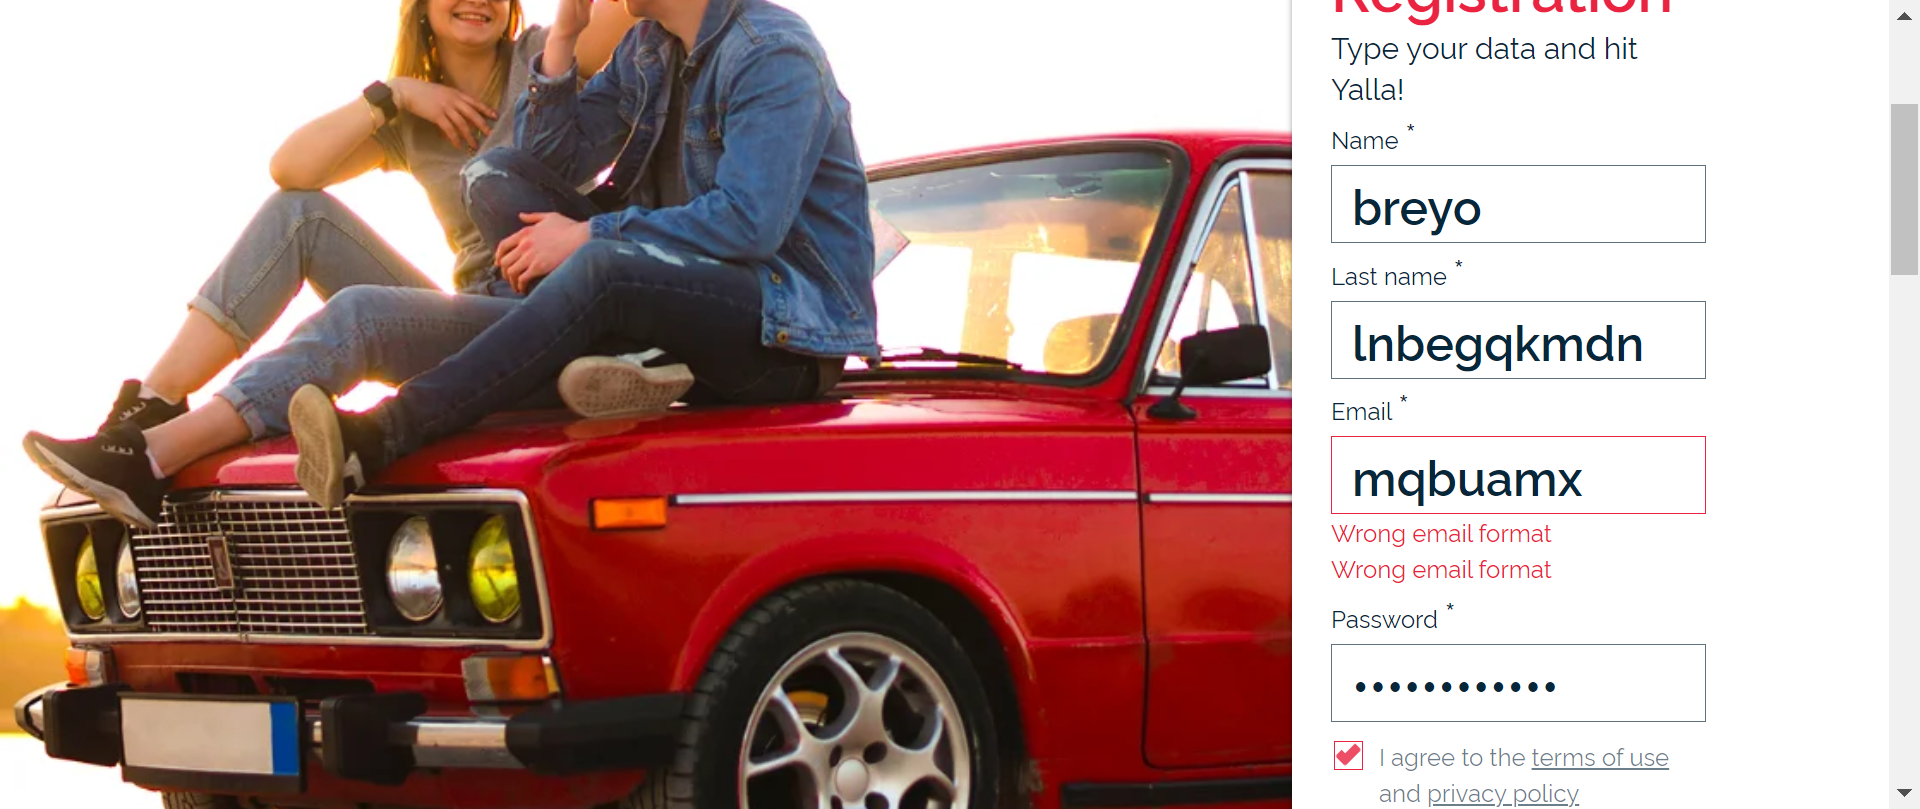 Registration
Type your data and hit
Yalla!
Name *
breyo
Last name *
lnbegqkmdn
Email *
mqbuamx
Wrong email format
Wrong email format
Password *
••••••••••••
I agree to the terms of use
and privacy policy